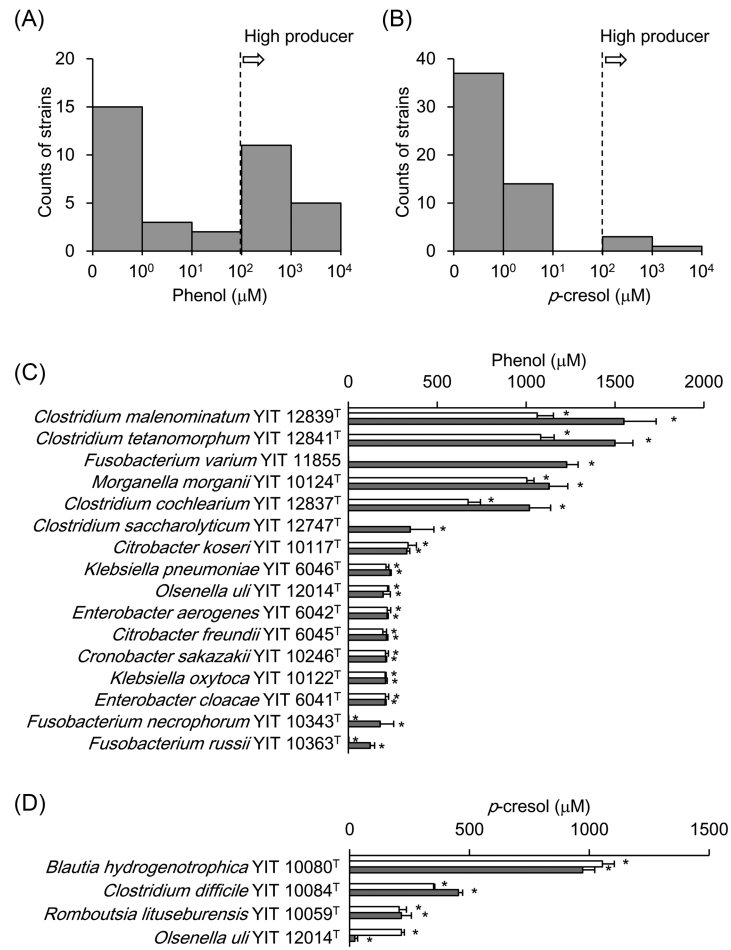 (A)
High producer
20
15
10
5
0
Counts of strains
0 10⁰ 10¹ 10² 10³ 10⁴
Phenol (μM)
(B)
High producer
40
30
20
10
0
Counts of strains
0 10⁰ 10¹ 10² 10³ 10⁴
p-cresol (μM)
(C)
Phenol (μM)
0 500 1000 1500 2000
Clostridium malenominatum YIT 12839ᵀ * *
Clostridium tetanomorphum YIT 12841ᵀ * *
Fusobacterium varium YIT 11855 *
Morganella morganii YIT 10124ᵀ * *
Clostridium cochlearium YIT 12837ᵀ * *
Clostridium saccharolyticum YIT 12747ᵀ *
Citrobacter koseri YIT 10117ᵀ * *
Klebsiella pneumoniae YIT 6046ᵀ * *
Olsenella uli YIT 12014ᵀ * *
Enterobacter aerogenes YIT 6042ᵀ * *
Citrobacter freundii YIT 6045ᵀ * *
Cronobacter sakazakii YIT 10246ᵀ * *
Klebsiella oxytoca YIT 10122ᵀ * *
Enterobacter cloacae YIT 6041ᵀ * *
Fusobacterium necrophorum YIT 10343ᵀ * *
Fusobacterium russii YIT 10363ᵀ * *
(D)
p-cresol (μM)
0 500 1000 1500
Blautia hydrogenotrophica YIT 10080ᵀ * *
Clostridium difficile YIT 10084ᵀ * *
Romboutsia lituseburensis YIT 10059ᵀ * *
Olsenella uli YIT 12014ᵀ * *